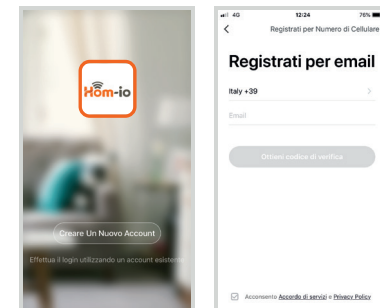 Hom-io
Creare Un Nuovo Account
Effettua il login utilizzando un account esistente
4G 12:24 76%
Registrati per Numero di Cellulare
Registrati per email
Italy +39
Email
Ottieni codice di verifica
Acconsento Accordo di servizi e Privacy Policy